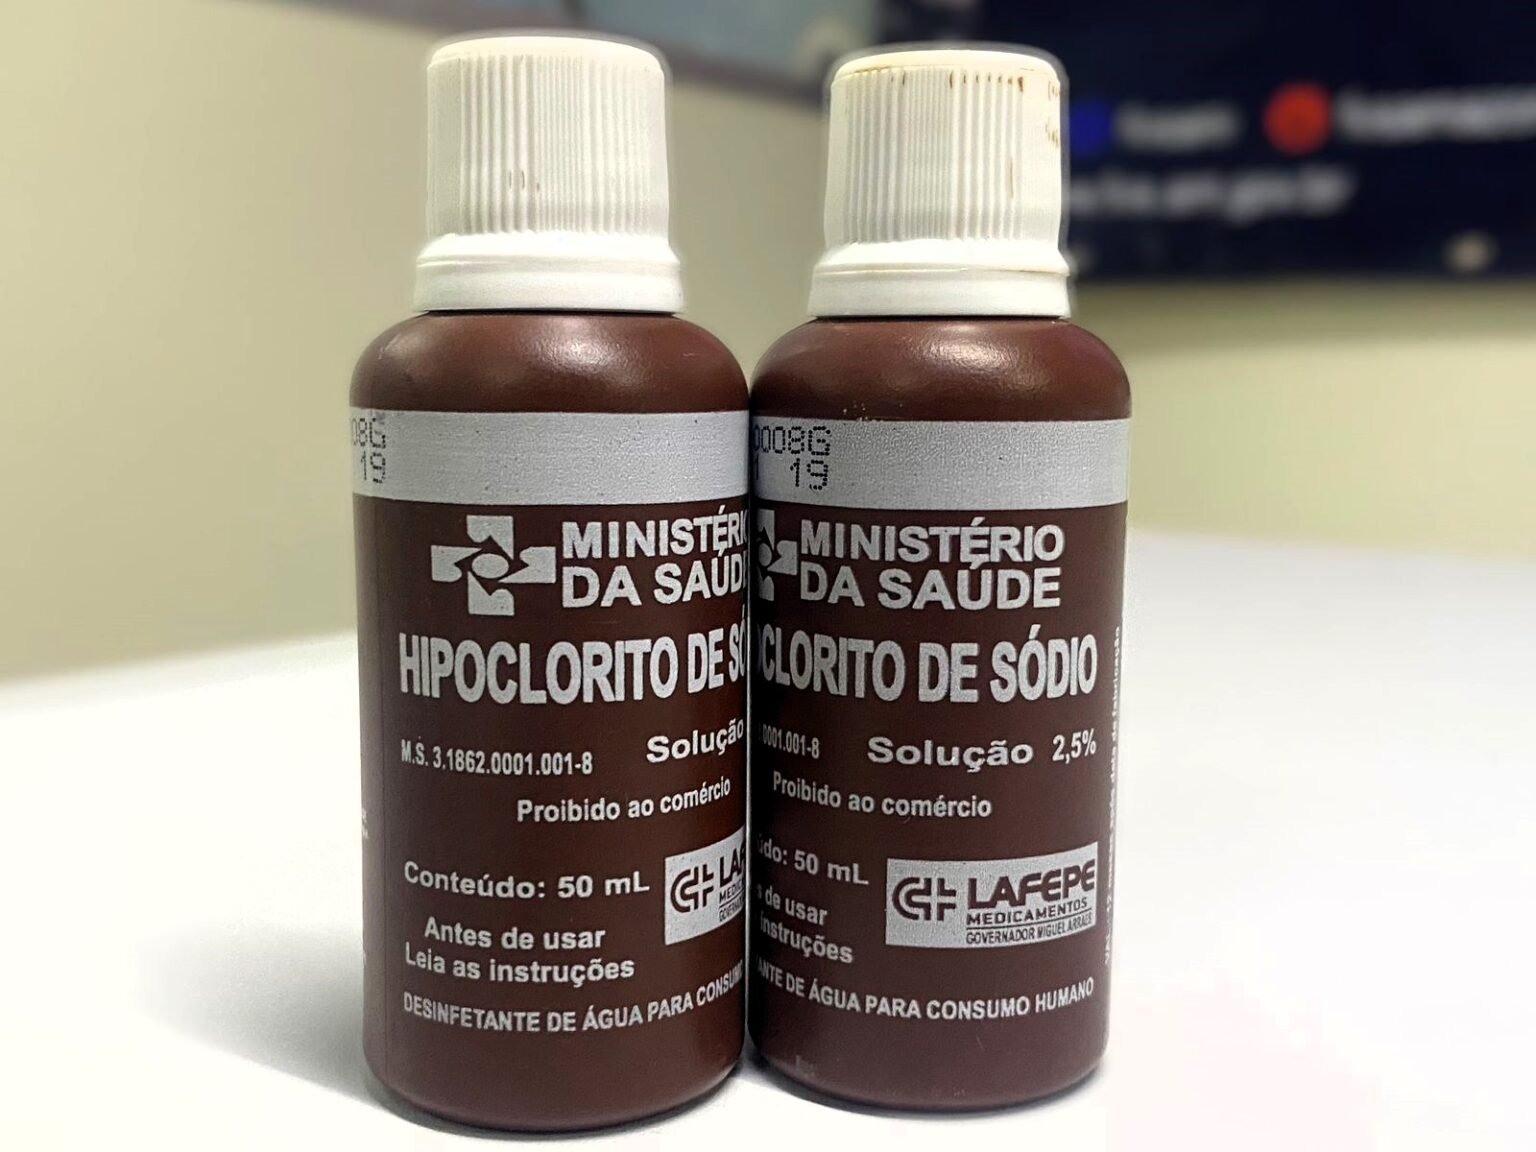 08G
19
MINISTÉRIO
DA SAÚDE
HIPOCLORITO DE SÓ
M.S. 3.1862.0001.001-8 Solução
Proibido ao comércio
Conteúdo: 50 mL
Antes de usar
Leia as instruções
DESINFETANTE DE ÁGUA PARA CONSUMO
0008G
19
MINISTÉRIO
DA SAÚDE
CLORITO DE SÓDIO
0001.001-8 Solução 2,5%
Proibido ao comércio
údo: 50 mL
LAFEPE
MEDICAMENTOS
GOVERNADOR MIGUEL ARRAES
s de usar
instruções
ANTE DE ÁGUA PARA CONSUMO HUMANO